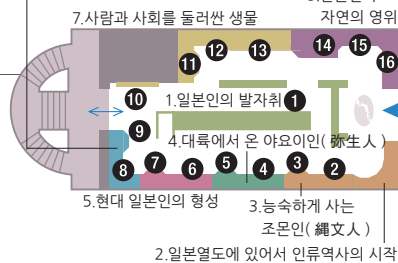 자연의 영위
7.사람과 사회를 둘러싼 생물
14
15
12
13
11
16
10
1.일본인의 발자취 1
9
4.대륙에서 온 야요이인( 弥生人 )
8
7
6
5
4
3
2
5.현대 일본인의 형성
3.능숙하게 사는
조몬인( 縄文人 )
2.일본열도에 있어서 인류역사의 시작